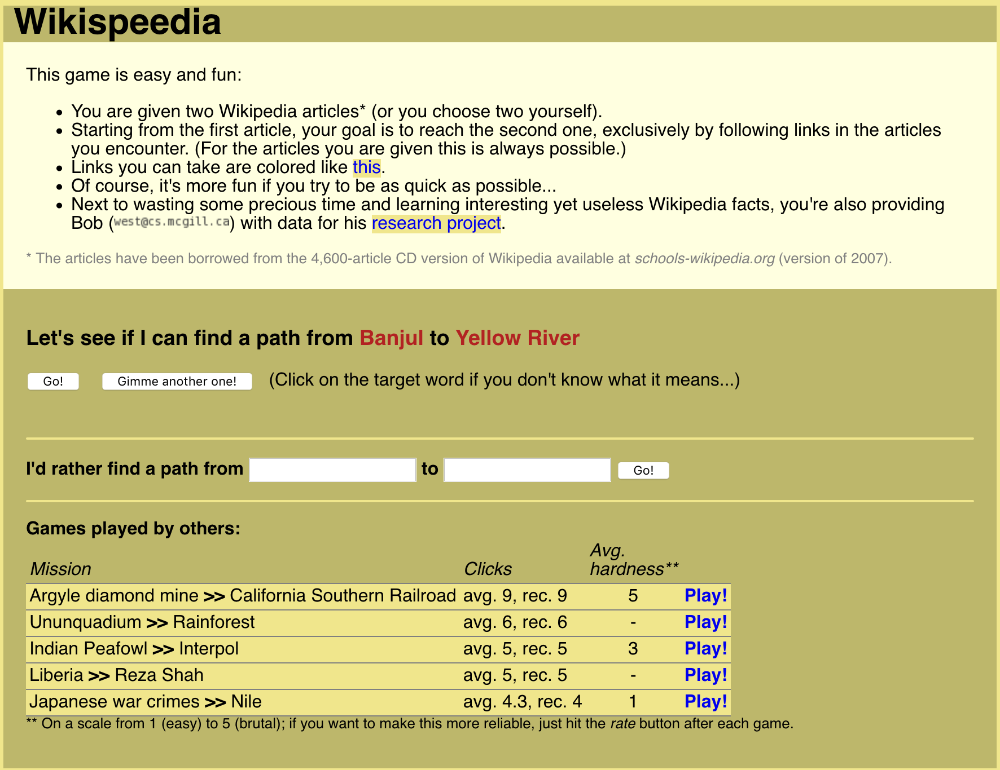 Wikispeedia
This game is easy and fun:
• You are given two Wikipedia articles* (or you choose two yourself).
• Starting from the first article, your goal is to reach the second one, exclusively by following links in the articles
you encounter. (For the articles you are given this is always possible.)
• Links you can take are colored like this.
• Of course, it's more fun if you try to be as quick as possible...
• Next to wasting some precious time and learning interesting yet useless Wikipedia facts, you're also providing
Bob (west@cs.mcgill.ca) with data for his research project.
* The articles have been borrowed from the 4,600-article CD version of Wikipedia available at schools-wikipedia.org (version of 2007).
Let's see if I can find a path from Banjul to Yellow River
Go! Gimme another one! (Click on the target word if you don't know what it means...)
I'd rather find a path from to Go!
Games played by others:
Mission Clicks Avg. hardness**
Argyle diamond mine >> California Southern Railroad avg. 9, rec. 9 5 Play!
Ununquadium >> Rainforest avg. 6, rec. 6 - Play!
Indian Peafowl >> Interpol avg. 5, rec. 5 3 Play!
Liberia >> Reza Shah avg. 5, rec. 5 - Play!
Japanese war crimes >> Nile avg. 4.3, rec. 4 1 Play!
** On a scale from 1 (easy) to 5 (brutal); if you want to make this more reliable, just hit the rate button after each game.